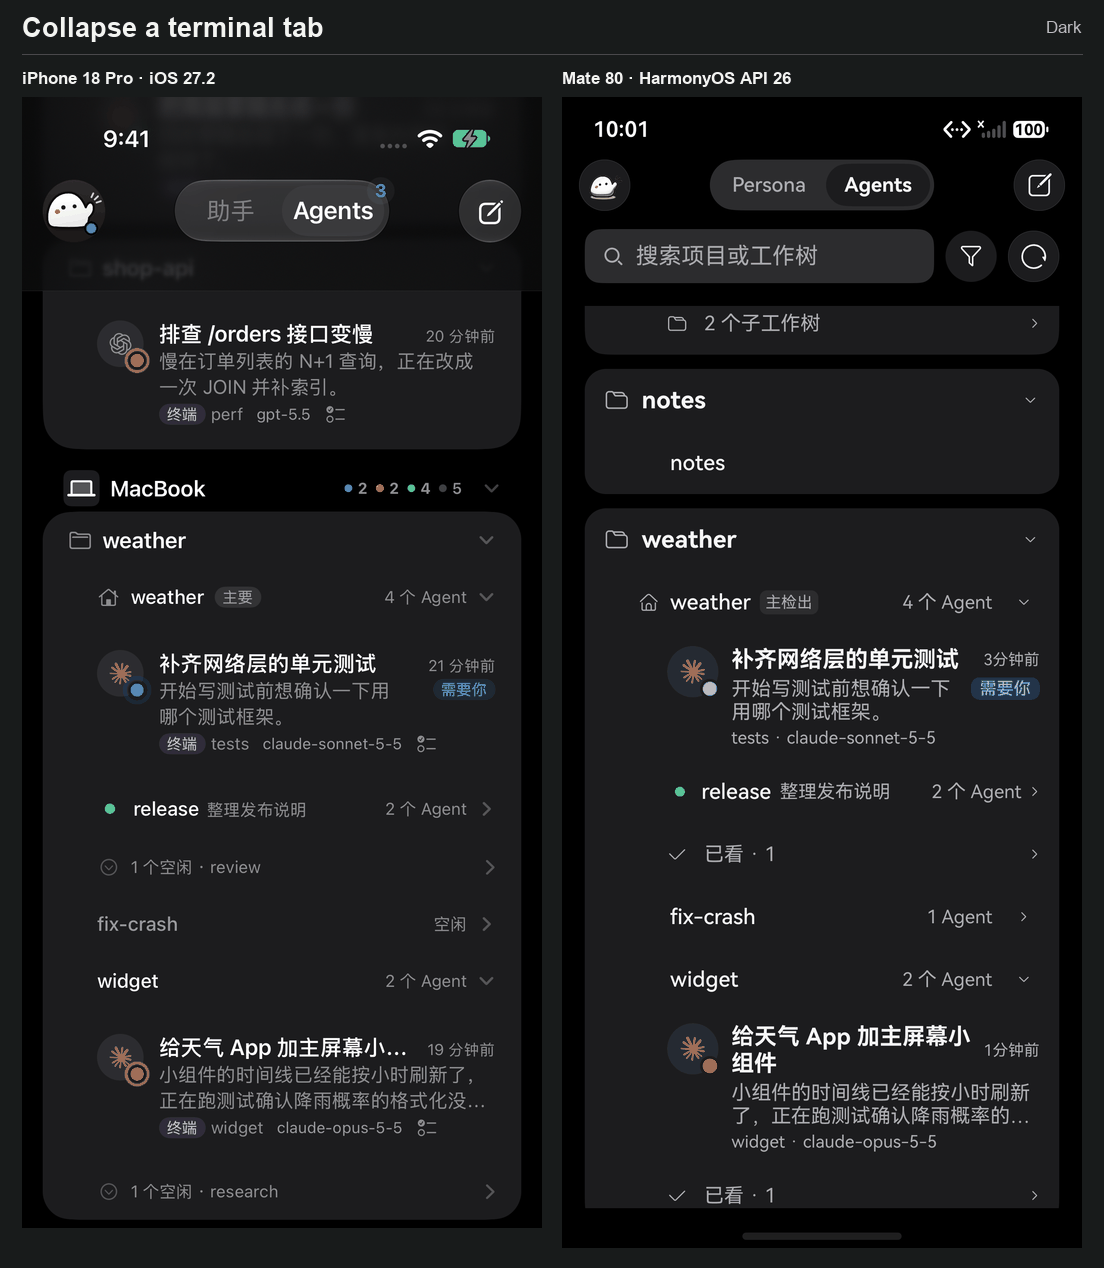 Collapse a terminal tab
Dark
iPhone 18 Pro · iOS 27.2
9:41
助手
Agents
3
shop-api
排查 /orders 接口变慢
20 分钟前
慢在订单列表的 N+1 查询，正在改成
一次 JOIN 并补索引。
终端 perf gpt-5.5
MacBook
2 2 4 5
weather
weather 主要 4 个 Agent
补齐网络层的单元测试
21 分钟前
开始写测试前想确认一下用
需要你
哪个测试框架。
终端 tests claude-sonnet-5-5
release 整理发布说明 2 个 Agent
1 个空闲 · review
fix-crash 空闲
widget 2 个 Agent
给天气 App 加主屏幕小...
19 分钟前
小组件的时间线已经能按小时刷新了，
正在跑测试确认降雨概率的格式化没...
终端 widget claude-opus-5-5
1 个空闲 · research
Mate 80 · HarmonyOS API 26
10:01
100
Persona
Agents
搜索项目或工作树
2 个子工作树
notes
notes
weather
weather 主检出 4 个 Agent
补齐网络层的单元测试
3分钟前
开始写测试前想确认一下
需要你
用哪个测试框架。
tests · claude-sonnet-5-5
release 整理发布说明 2 个 Agent
已看 · 1
fix-crash 1 Agent
widget 2 个 Agent
给天气 App 加主屏幕小
组件
1分钟前
小组件的时间线已经能按小时刷新
了，正在跑测试确认降雨概率的...
widget · claude-opus-5-5
已看 · 1